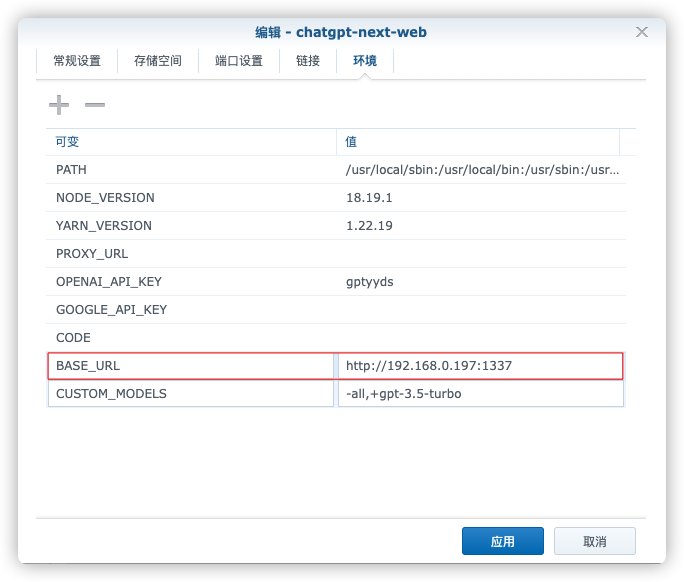 编辑 - chatgpt-next-web
常规设置 存储空间 端口设置 链接 环境
可变 值
PATH /usr/local/sbin:/usr/local/bin:/usr/sbin:/usr...
NODE_VERSION 18.19.1
YARN_VERSION 1.22.19
PROXY_URL
OPENAI_API_KEY gptyyds
GOOGLE_API_KEY
CODE
BASE_URL http://192.168.0.197:1337
CUSTOM_MODELS -all,+gpt-3.5-turbo
应用 取消